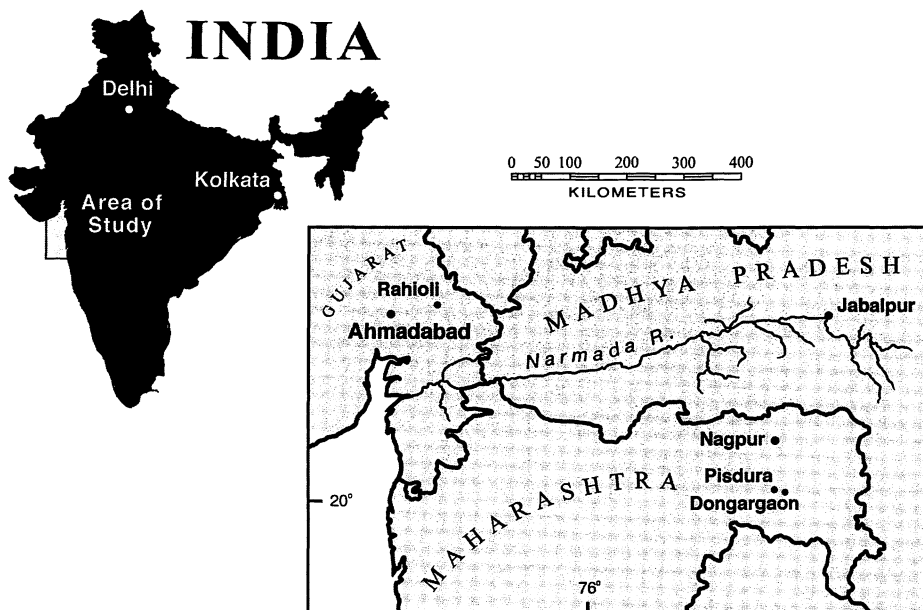 INDIA
Delhi
Kolkata
Area of
Study
0 50 100 200 300 400
KILOMETERS
GUJARAT
Rahioli
Ahmadabad
MADHYA PRADESH
Jabalpur
Narmada R.
Nagpur
Pisdura
Dongargaon
MAHARASHTRA
20°
76°